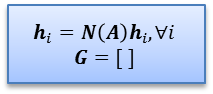 h_i = N(A)h_i, ∀i
G = [ ]